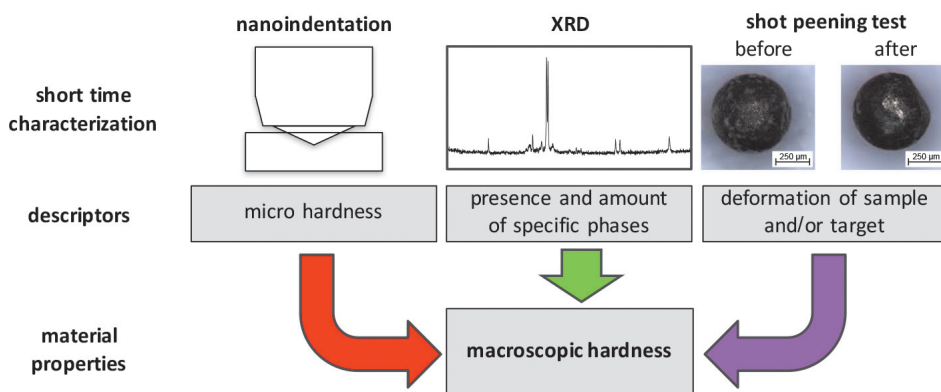 nanoindentation
XRD
shot peening test
before
after
short time
characterization
250 µm
250 µm
descriptors
micro hardness
presence and amount
of specific phases
deformation of sample
and/or target
material
properties
macroscopic hardness